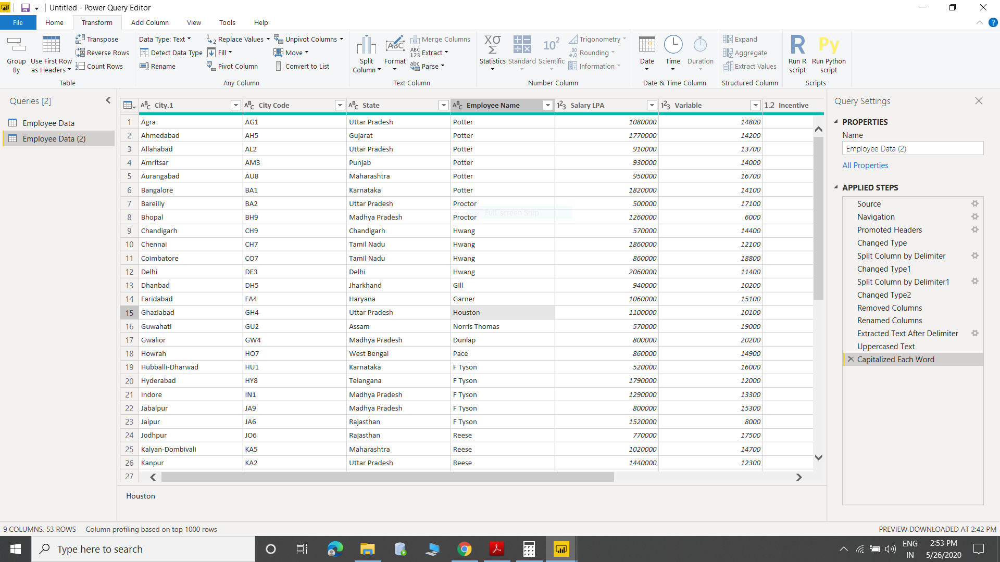 Untitled - Power Query Editor
File Home Transform Add Column View Tools Help
Group By
Use First Row as Headers
Transpose
Reverse Rows
Count Rows
Table
Data Type: Text
Detect Data Type
Rename
Replace Values
Fill
Pivot Column
Unpivot Columns
Move
Convert to List
Any Column
Split Column
Format
Merge Columns
Extract
Parse
Text Column
Statistics
Standard
Scientific
Trigonometry
Rounding
Information
Number Column
Date
Time
Duration
Date & Time Column
Expand
Aggregate
Extract Values
Structured Column
Run R script
Run Python script
Scripts
Queries [2]
Employee Data
Employee Data (2)
City.1 City Code State Employee Name Salary LPA Variable Incentive
1 Agra AG1 Uttar Pradesh Potter 1080000 14800
2 Ahmedabad AH5 Gujarat Potter 1770000 14200
3 Allahabad AL2 Uttar Pradesh Potter 910000 13700
4 Amritsar AM3 Punjab Potter 930000 14000
5 Aurangabad AU8 Maharashtra Potter 950000 16700
6 Bangalore BA1 Karnataka Potter 1820000 14100
7 Bareilly BA2 Uttar Pradesh Proctor 500000 17100
Full-screen Snip
8 Bhopal BH9 Madhya Pradesh Proctor 1260000 6000
9 Chandigarh CH9 Chandigarh Hwang 570000 14400
10 Chennai CH7 Tamil Nadu Hwang 1860000 12100
11 Coimbatore CO7 Tamil Nadu Hwang 860000 18800
12 Delhi DE3 Delhi Hwang 2060000 11400
13 Dhanbad DH5 Jharkhand Gill 940000 10200
14 Faridabad FA4 Haryana Garner 1060000 15100
15 Ghaziabad GH4 Uttar Pradesh Houston 1100000 10100
16 Guwahati GU2 Assam Norris Thomas 570000 19000
17 Gwalior GW4 Madhya Pradesh Dunlap 800000 20200
18 Howrah HO7 West Bengal Pace 860000 14900
19 Hubballi-Dharwad HU1 Karnataka F Tyson 520000 16000
20 Hyderabad HY8 Telangana F Tyson 1790000 12000
21 Indore IN1 Madhya Pradesh F Tyson 1290000 13300
22 Jabalpur JA9 Madhya Pradesh F Tyson 800000 15300
23 Jaipur JA6 Rajasthan F Tyson 1520000 8000
24 Jodhpur JO6 Rajasthan Reese 770000 17500
25 Kalyan-Dombivali KA5 Maharashtra Reese 1020000 14700
26 Kanpur KA2 Uttar Pradesh Reese 1440000 12300
27
Houston
Query Settings
PROPERTIES
Name
Employee Data (2)
All Properties
APPLIED STEPS
Source
Navigation
Promoted Headers
Changed Type
Split Column by Delimiter
Changed Type1
Split Column by Delimiter1
Changed Type2
Removed Columns
Renamed Columns
Extracted Text After Delimiter
Uppercased Text
Capitalized Each Word
9 COLUMNS, 53 ROWS Column profiling based on top 1000 rows PREVIEW DOWNLOADED AT 2:42 PM
Type here to search
ENG IN
2:53 PM
5/26/2020